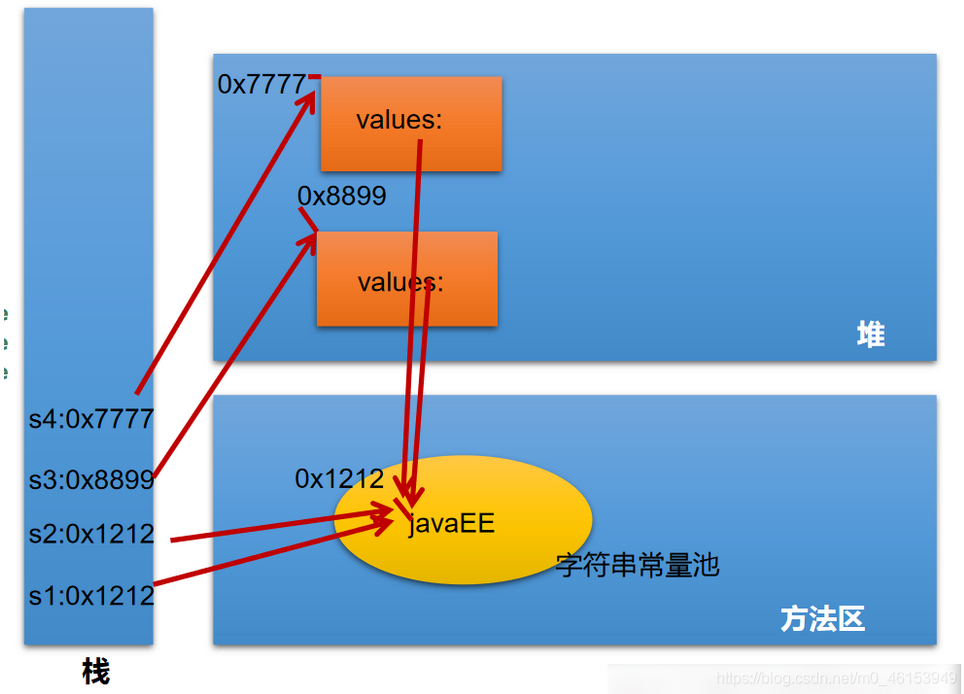 0x7777
values:
0x8899
values:
堆
s4:0x7777
s3:0x8899
s2:0x1212
s1:0x1212
栈
0x1212
javaEE
字符串常量池
方法区
e
e
e
https://blog.csdn.net/m0_46153949